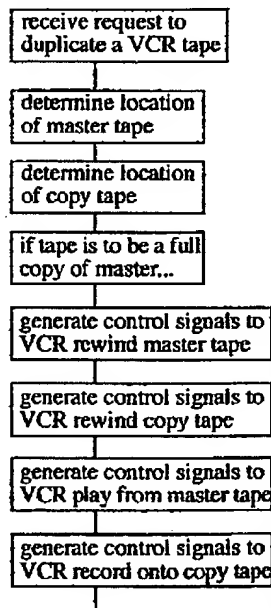 receive request to
duplicate a VCR tape
determine location
of master tape
determine location
of copy tape
if tape is to be a full
copy of master...
generate control signals to
VCR rewind master tape
generate control signals to
VCR rewind copy tape
generate control signals to
VCR play from master tape
generate control signals to
VCR record onto copy tape